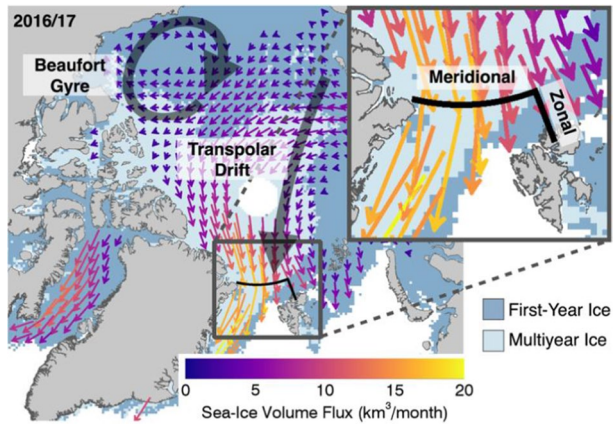 2016/17
Beaufort
Gyre
Transpolar
Drift
Meridional
Zonal
First-Year Ice
Multiyear Ice
0 5 10 15 20
Sea-Ice Volume Flux (km³/month)